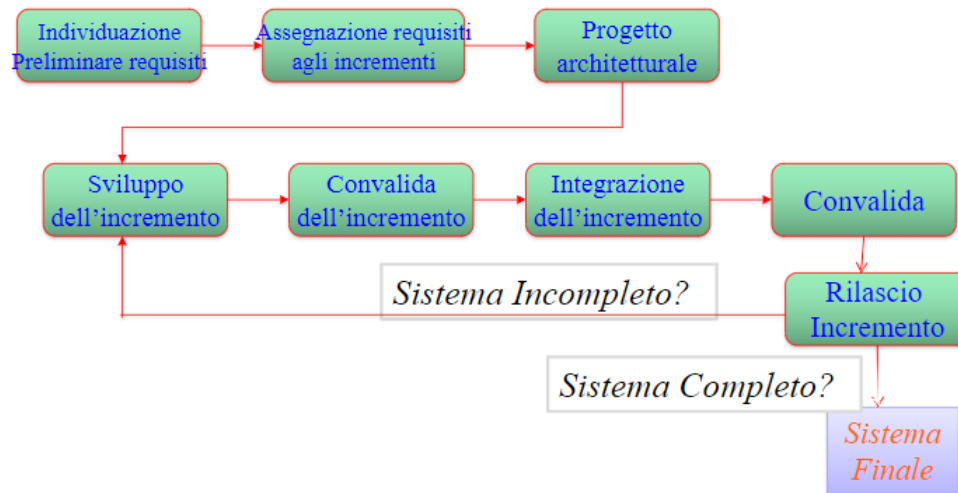 Individuazione
Preliminare requisiti
Assegnazione requisiti
agli incrementi
Progetto
architetturale
Sviluppo
dell’incremento
Convalida
dell’incremento
Integrazione
dell’incremento
Convalida
Sistema Incompleto?
Rilascio
Incremento
Sistema Completo?
Sistema
Finale